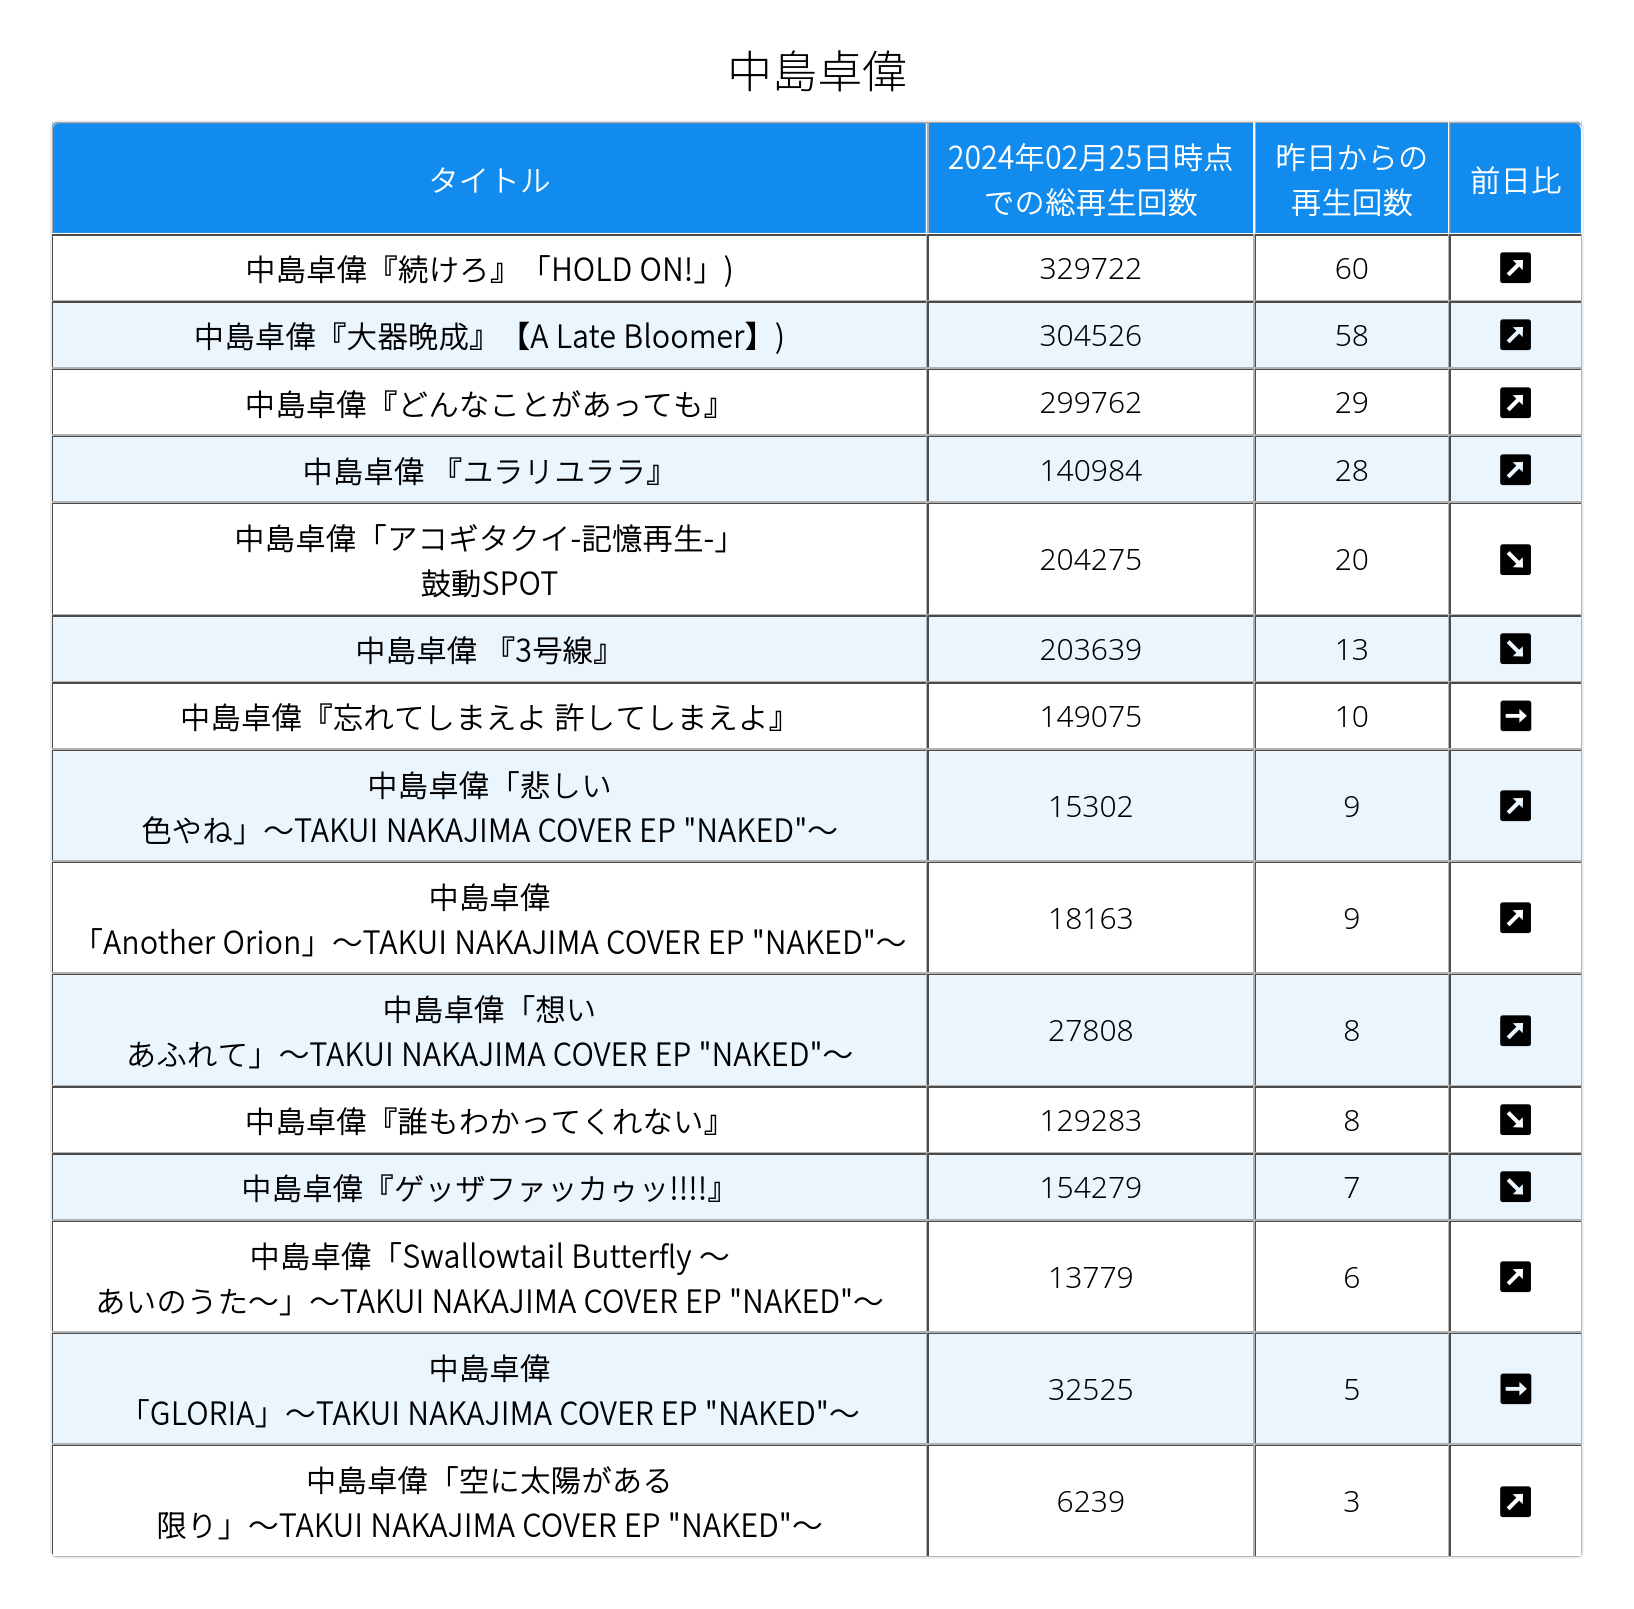 中島卓偉
タイトル
2024年02月25日時点
での総再生回数
昨日からの
再生回数
前日比
中島卓偉『続けろ』「HOLD ON!」)
329722
60
中島卓偉『大器晩成』【A Late Bloomer】)
304526
58
中島卓偉『どんなことがあっても』
299762
29
中島卓偉 『ユラリユララ』
140984
28
中島卓偉「アコギタクイ-記憶再生-」
鼓動SPOT
204275
20
中島卓偉 『3号線』
203639
13
中島卓偉『忘れてしまえよ 許してしまえよ』
149075
10
中島卓偉「悲しい
色やね」～TAKUI NAKAJIMA COVER EP "NAKED"～
15302
9
中島卓偉
「Another Orion」～TAKUI NAKAJIMA COVER EP "NAKED"～
18163
9
中島卓偉「想い
あふれて」～TAKUI NAKAJIMA COVER EP "NAKED"～
27808
8
中島卓偉『誰もわかってくれない』
129283
8
中島卓偉『ゲッザファッカゥッ!!!!』
154279
7
中島卓偉「Swallowtail Butterfly ～
あいのうた～」～TAKUI NAKAJIMA COVER EP "NAKED"～
13779
6
中島卓偉
「GLORIA」～TAKUI NAKAJIMA COVER EP "NAKED"～
32525
5
中島卓偉「空に太陽がある
限り」～TAKUI NAKAJIMA COVER EP "NAKED"～
6239
3